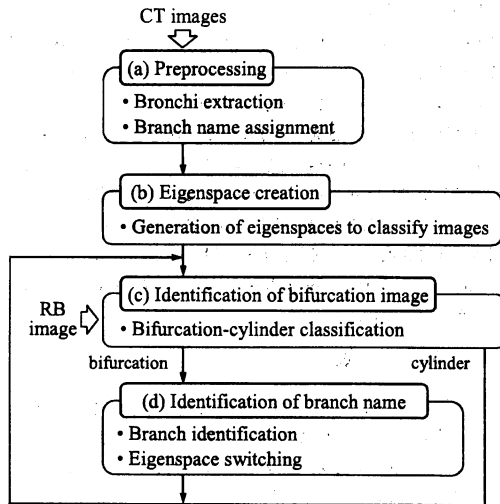 CT images
(a) Preprocessing
• Bronchi extraction
• Branch name assignment
(b) Eigenspace creation
• Generation of eigenspaces to classify images
(c) Identification of bifurcation image
RB
image
• Bifurcation-cylinder classification
bifurcation
cylinder
(d) Identification of branch name
• Branch identification
• Eigenspace switching